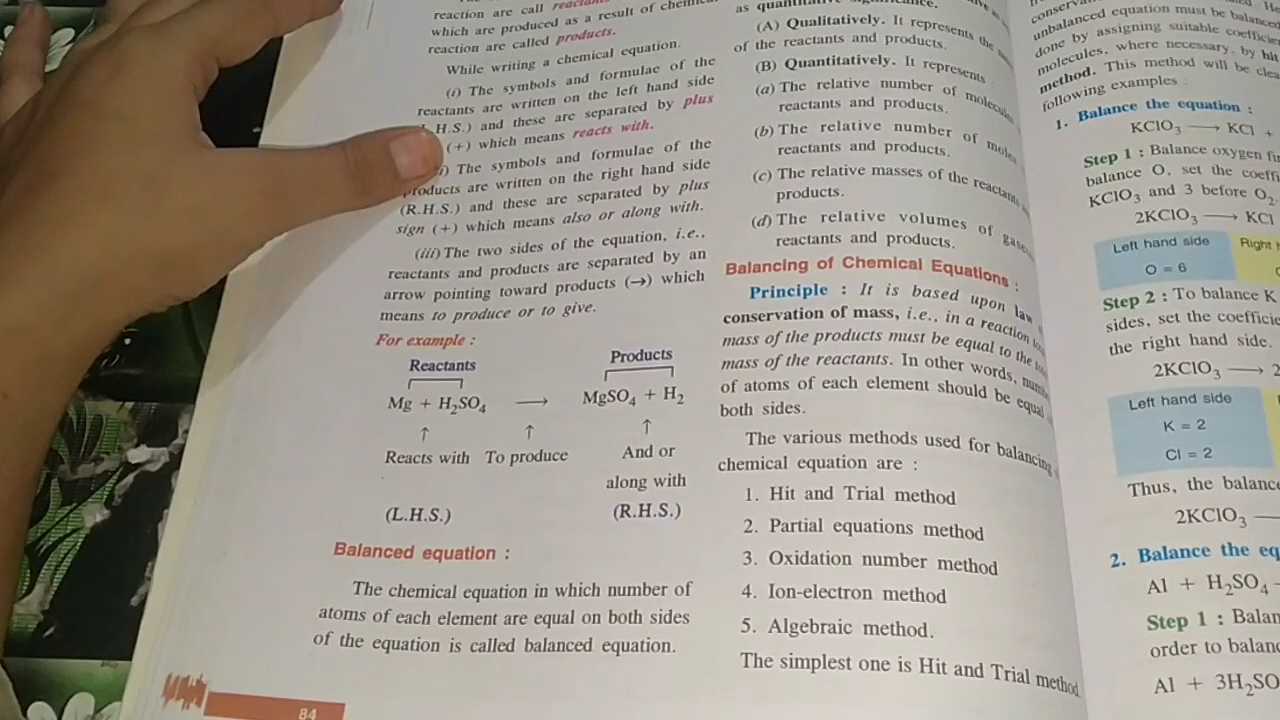 reaction are call
which are produced as a result of
reaction are called products.
While writing a chemical equation.
(i) The symbols and formulae of the
reactants are written on the left hand side
H.S.) and these are separated by plus
(+) which means reacts with.
The symbols and formulae of the
products are written on the right hand side
(R.H.S.) and these are separated by plus
sign (+) which means also or along with.
(iii) The two sides of the equation, i.e.,
reactants and products are separated by an
arrow pointing toward products (→) which
means to produce or to give.
For example :
Reactants Products
Mg + H₂SO₄ ⟶ MgSO₄ + H₂
↑ ↑ ↑
Reacts with To produce And or
along with
(L.H.S.) (R.H.S.)
Balanced equation :
The chemical equation in which number of
atoms of each element are equal on both sides
of the equation is called balanced equation.
84
(A) Qualitatively. It represents the
of the reactants and products.
(B) Quantitatively. It represents
(a) The relative number of
reactants and products.
(b) The relative number of
reactants and products.
(c) The relative masses of the
products.
(d) The relative volumes of
reactants and products.
Balancing of Chemical Equations :
Principle : It is based upon law
conservation of mass, i.e., in a reaction
mass of the products must be equal to the
mass of the reactants. In other words,
of atoms of each element should be equal
both sides.
The various methods used for balancing
chemical equation are :
1. Hit and Trial method
2. Partial equations method
3. Oxidation number method
4. Ion-electron method
5. Algebraic method.
The simplest one is Hit and Trial method
unbalanced equation must be
done by assigning suitable
molecules, where necessary, by hit
method. This method will be
following examples :
1. Balance the equation :
KClO₃ ⟶ KCl +
Step 1 : Balance oxygen
balance O, set the
KClO₃ and 3 before O₂.
2KClO₃ ⟶ KCl
Left hand side Right
O = 6
Step 2 : To balance K
sides, set the
the right hand side.
2KClO₃ ⟶ 2
Left hand side
K = 2
Cl = 2
Thus, the
2KClO₃ ⟶
2. Balance the
Al + H₂SO₄
Step 1 :
order to
Al + 3H₂SO